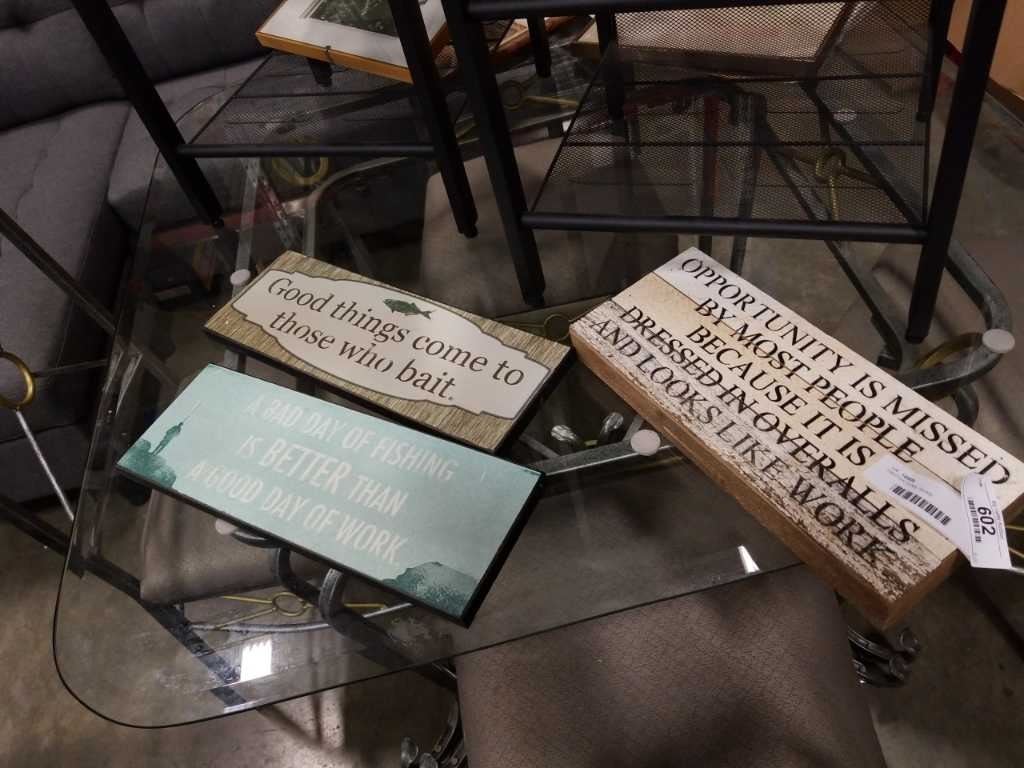 Good things come to
those who bait.
A BAD DAY OF FISHING
IS BETTER THAN
A GOOD DAY OF WORK
OPPORTUNITY IS MISSED
BY MOST PEOPLE
BECAUSE IT IS
DRESSED IN OVERALLS
AND LOOKS LIKE WORK
602